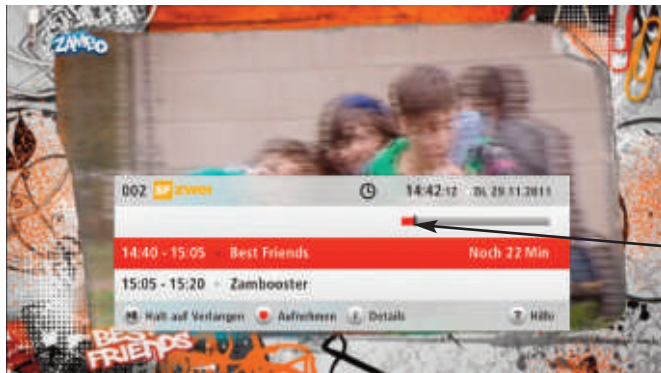 ZAMBO
002 SF zwei 14:42:12 Di, 29.11.2011
14:40 - 15:05 Best Friends Noch 22 Min
15:05 - 15:20 Zambooster
Halt auf Verlangen Aufnehmen i Details ? Hilfe
BEST
FRIENDS